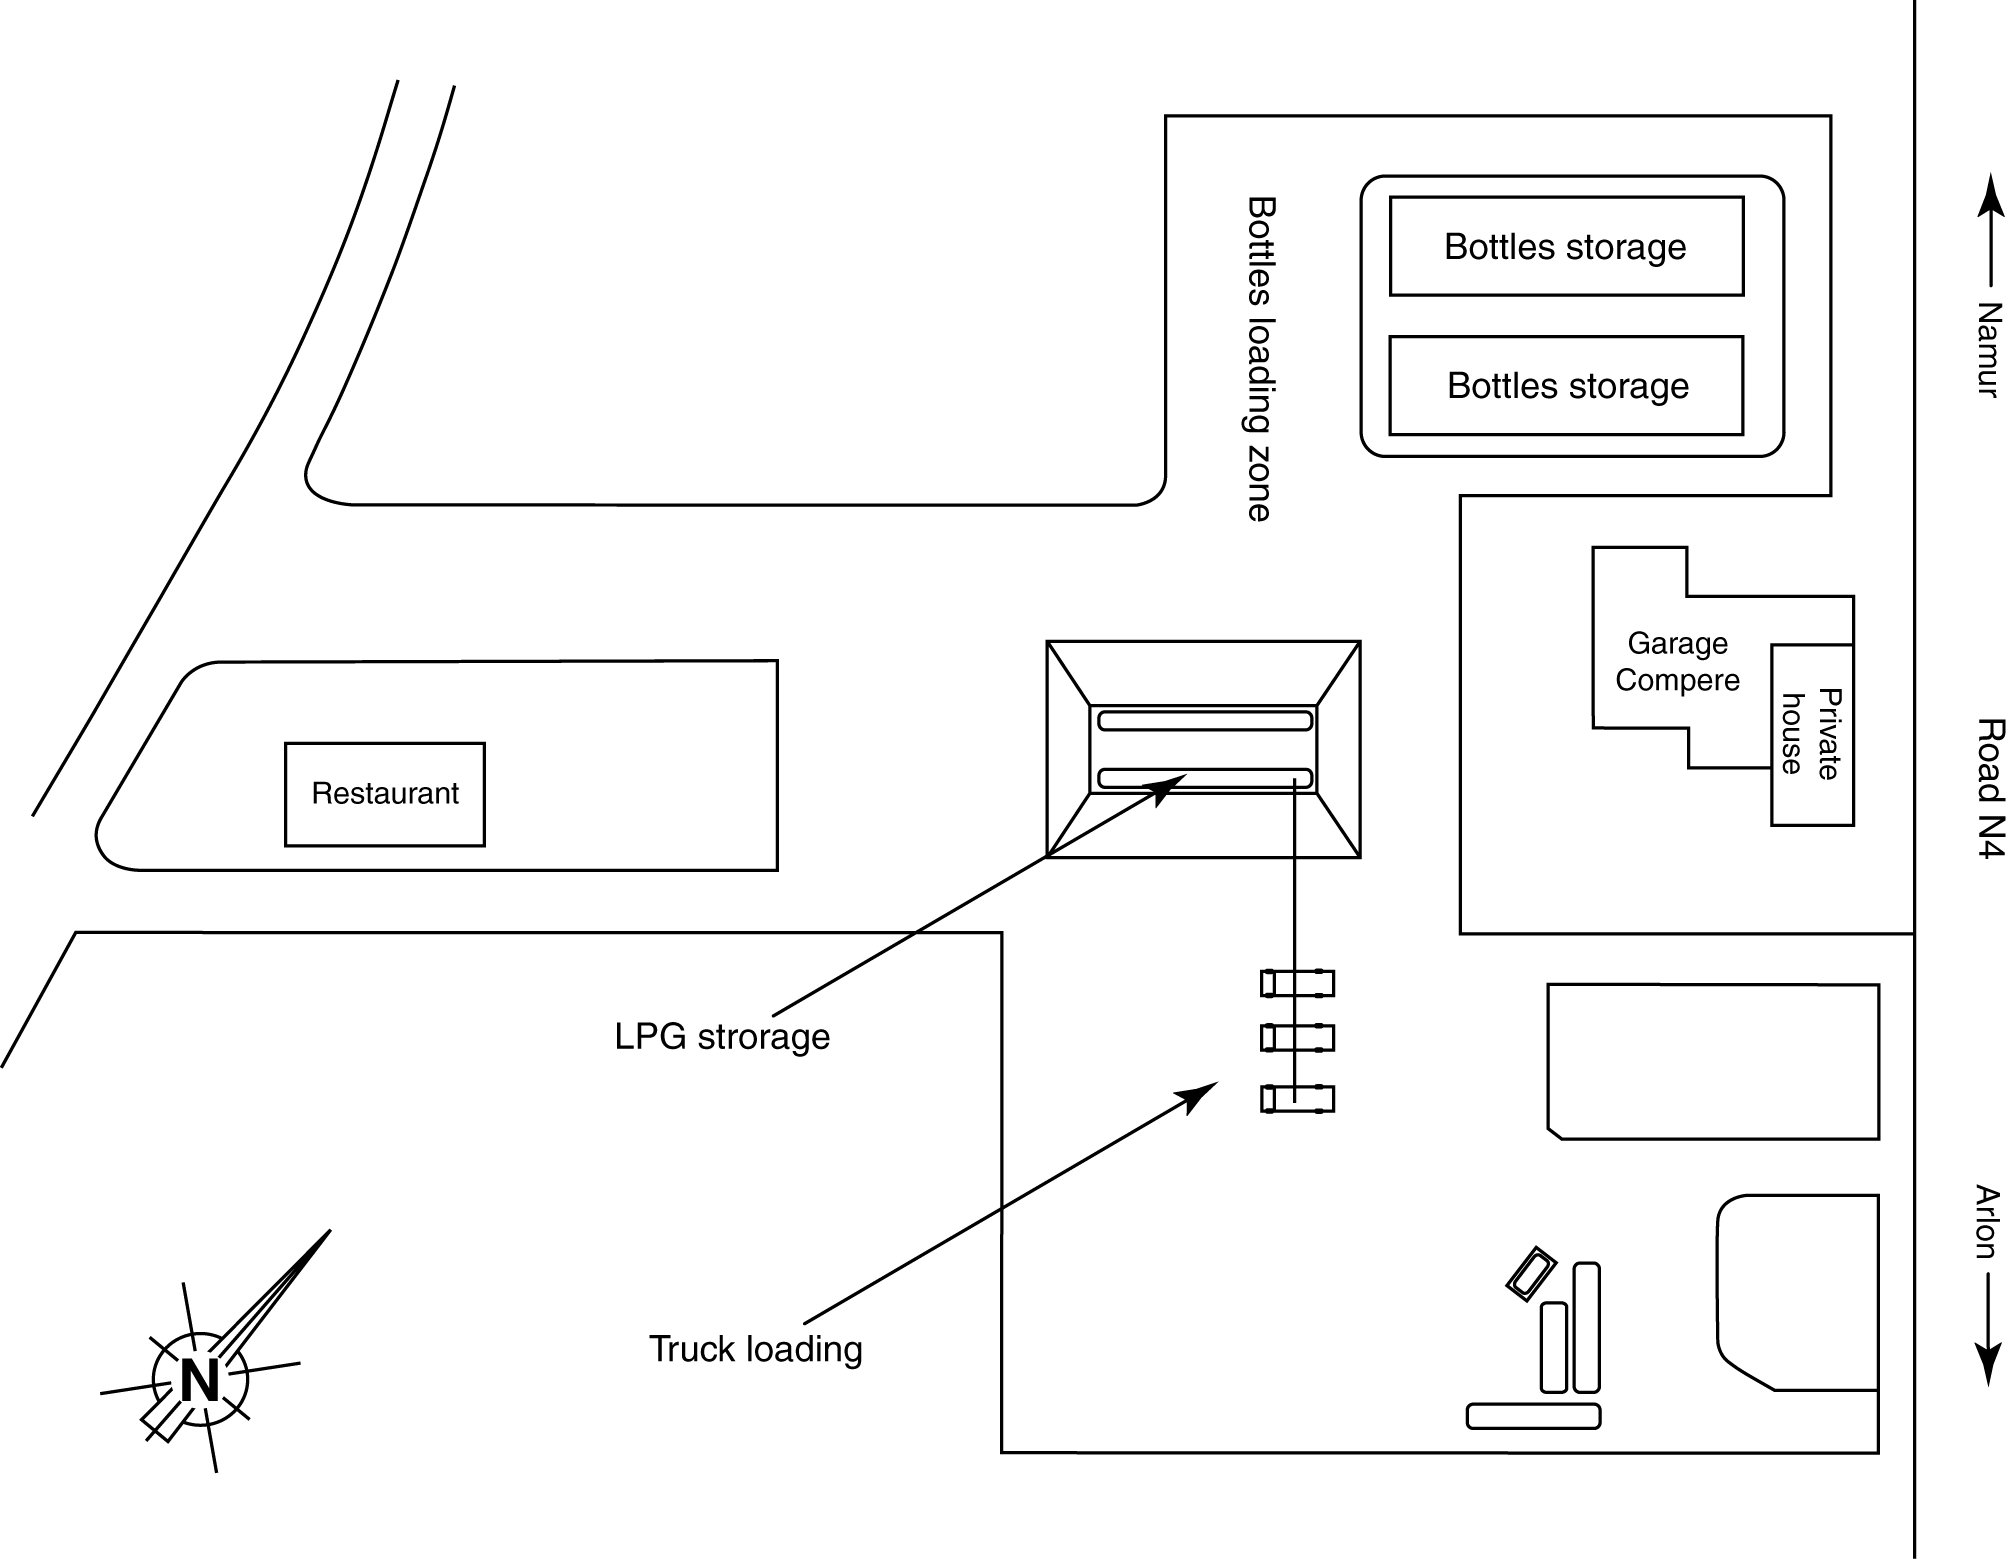 Bottles storage
Bottles storage
Bottles loading zone
Namur
Garage
Compere
Private
house
Road N4
Restaurant
LPG strorage
Truck loading
Arlon
N